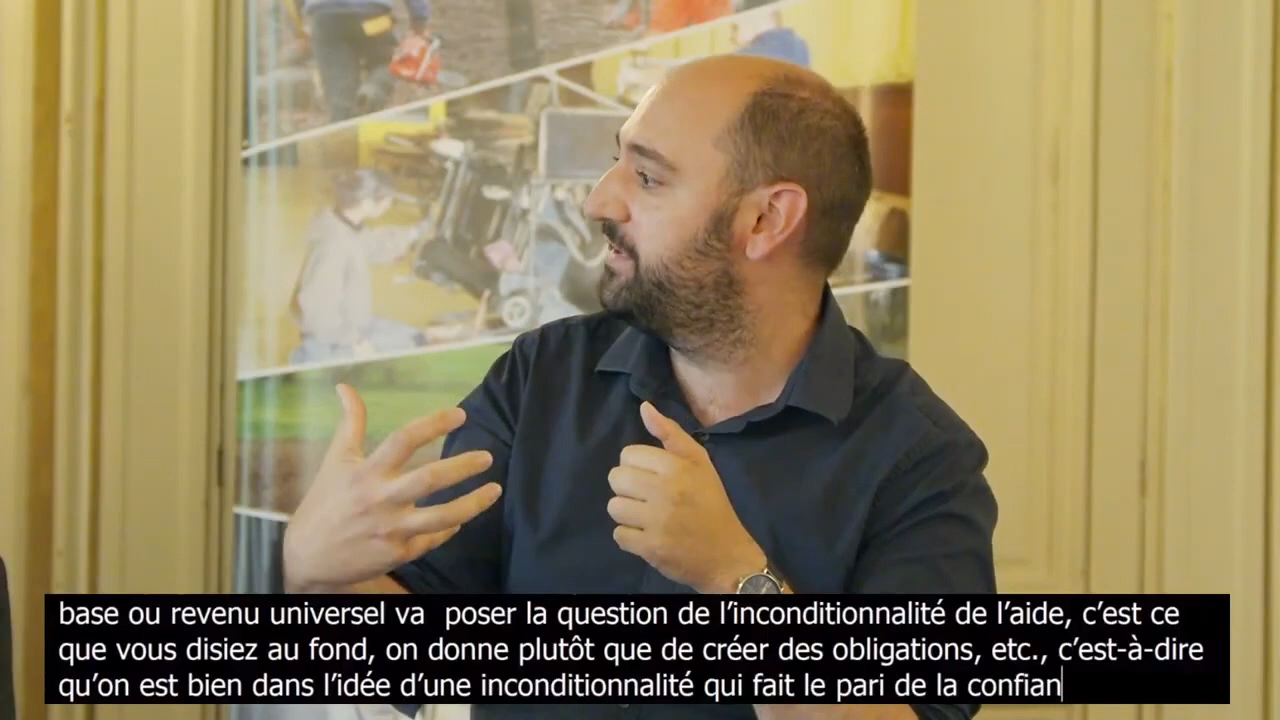 base ou revenu universel va  poser la question de l’inconditionnalité de l’aide, c’est ce
que vous disiez au fond, on donne plutôt que de créer des obligations, etc., c’est-à-dire
qu’on est bien dans l’idée d’une inconditionnalité qui fait le pari de la confian